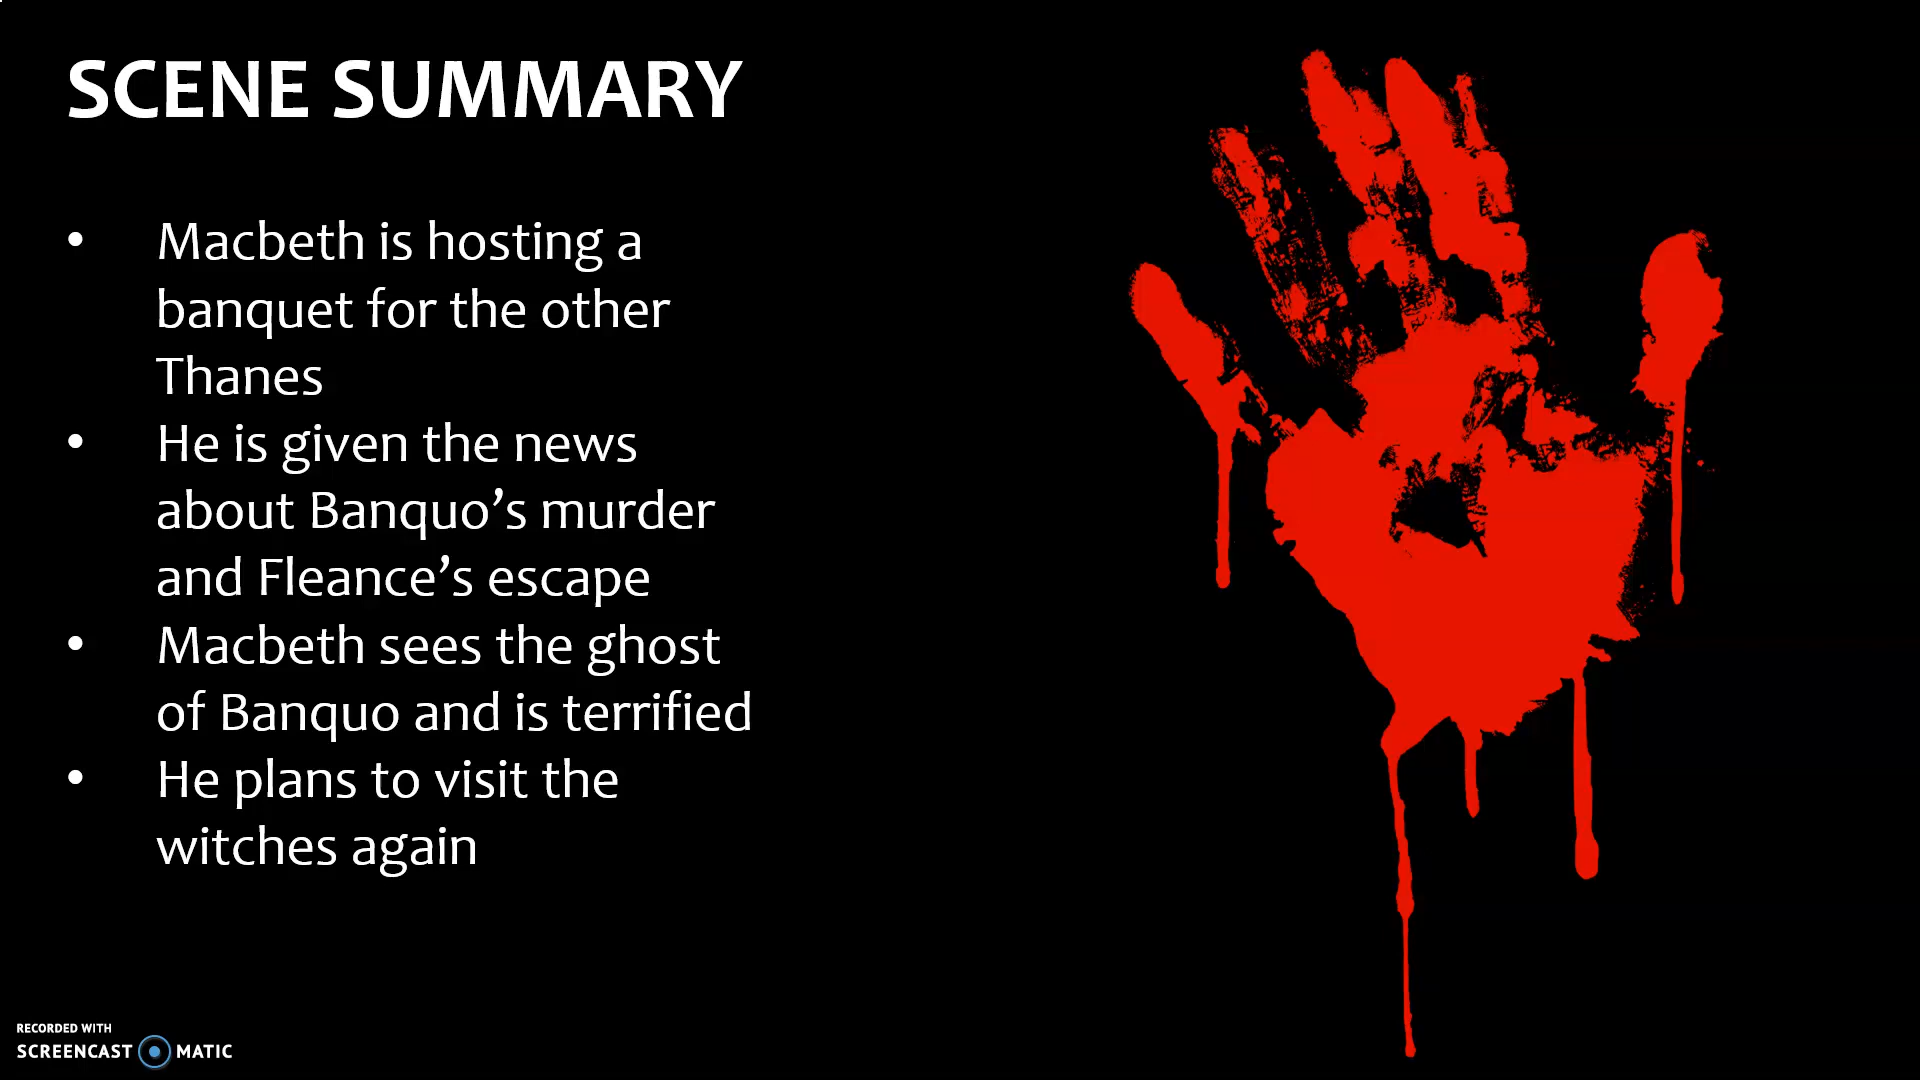 SCENE SUMMARY
• Macbeth is hosting a
banquet for the other
Thanes
• He is given the news
about Banquo’s murder
and Fleance’s escape
• Macbeth sees the ghost
of Banquo and is terrified
• He plans to visit the
witches again
RECORDED WITH
SCREENCAST MATIC